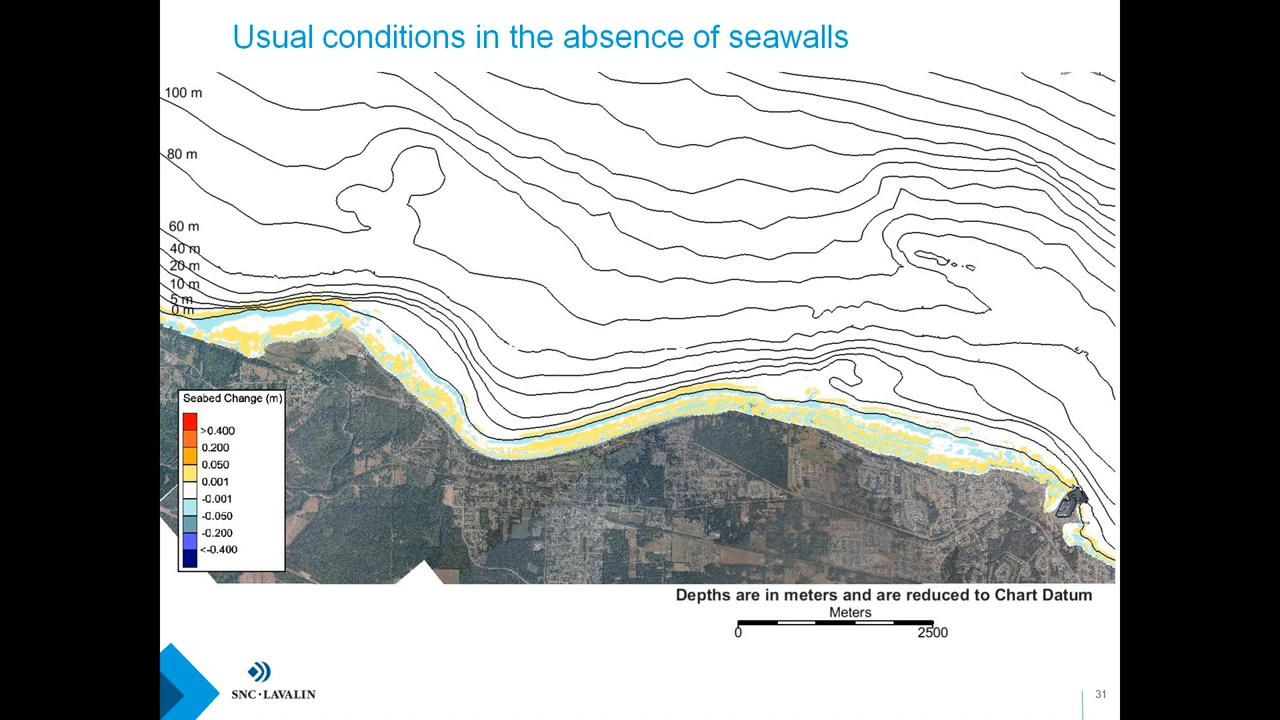 Usual conditions in the absence of seawalls
100 m
80 m
60 m
40 m
20 m
10 m
5 m
0 m
Seabed Change (m)
>0.400
0.200
0.050
0.001
-0.001
-0.050
-0.200
<-0.400
Depths are in meters and are reduced to Chart Datum
Meters
0 2500
SNC•LAVALIN
31